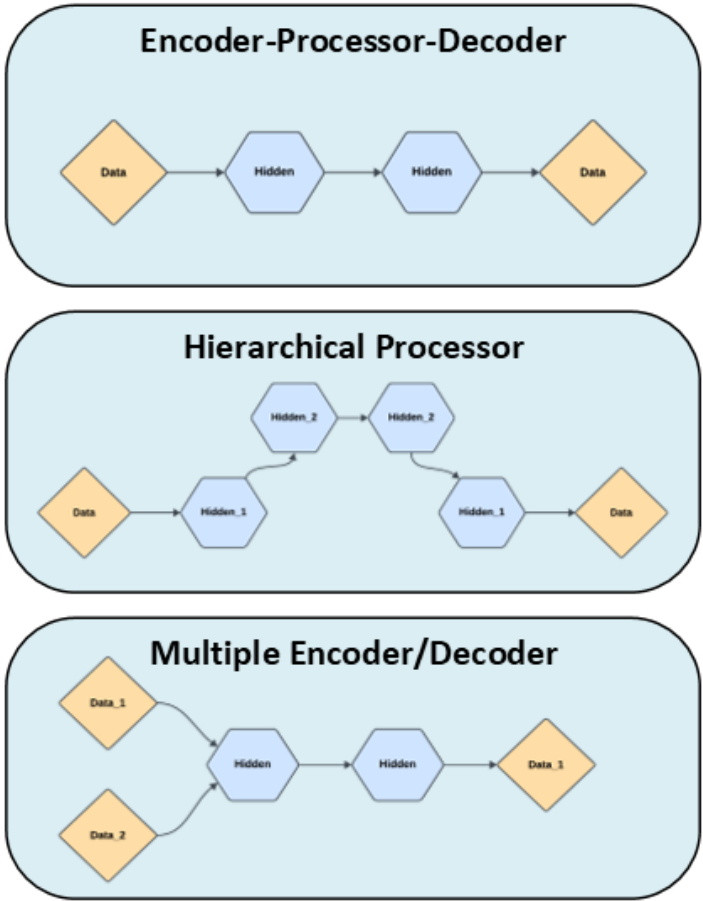 Encoder-Processor-Decoder
Data
Hidden
Hidden
Data
Hierarchical Processor
Hidden_2
Hidden_2
Data
Hidden_1
Hidden_1
Data
Multiple Encoder/Decoder
Data_1
Hidden
Hidden
Data_1
Data_2